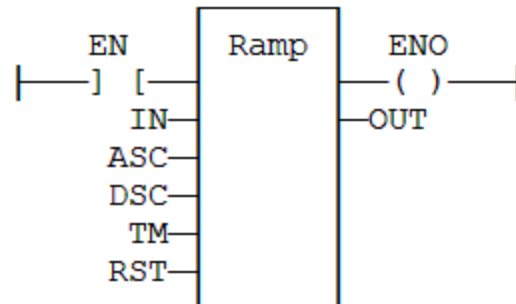 EN Ramp ENO
] [ ( )
IN OUT
ASC
DSC
TM
RST